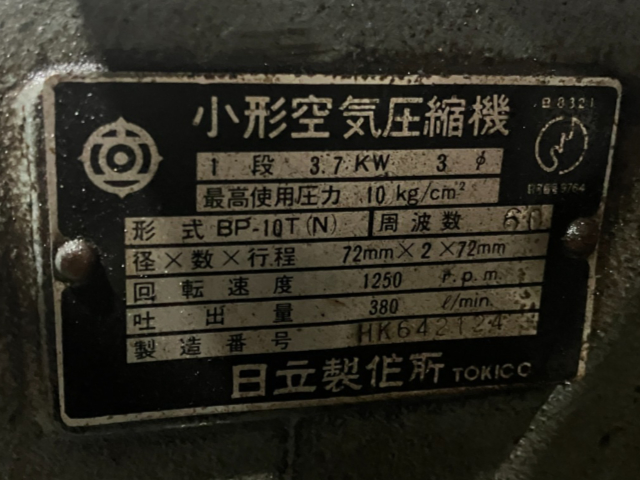 小形空気圧縮機
B 8321
1 段 3.7 KW 3 φ
最高使用圧力 10 kg/cm²
形式 BP-10T(N) 周波数 60
径×数×行程 72mm×2×72mm
回転速度 1250 r.p.m.
吐出量 380 ℓ/min.
製造番号 HK642124
日立製作所 TOKICO